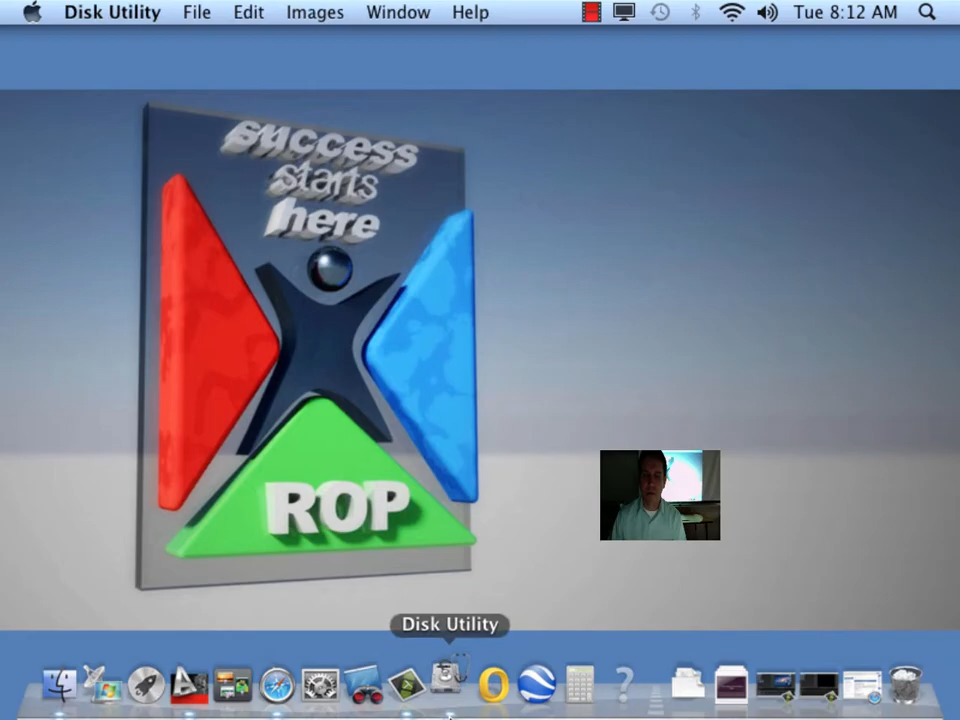 Disk Utility File Edit Images Window Help Tue 8:12 AM
success
starts
here
ROP
Disk Utility